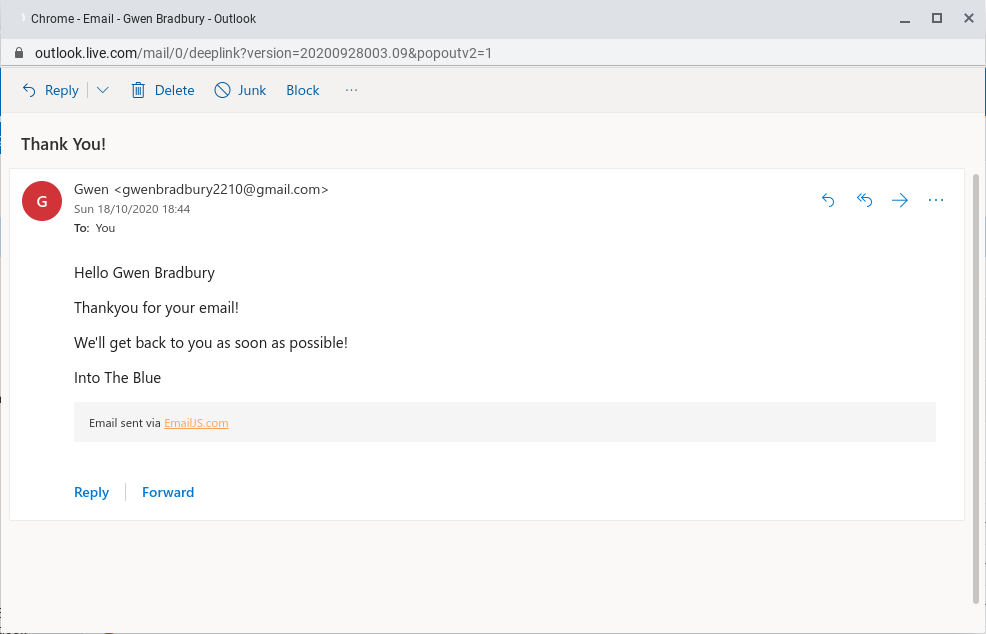 Chrome - Email - Gwen Bradbury - Outlook
outlook.live.com/mail/0/deeplink?version=20200928003.09&popoutv2=1
Reply Delete Junk Block ...
Thank You!
G
Gwen <gwenbradbury2210@gmail.com>
Sun 18/10/2020 18:44
To: You
Hello Gwen Bradbury
Thankyou for your email!
We'll get back to you as soon as possible!
Into The Blue
Email sent via EmailJS.com
Reply Forward